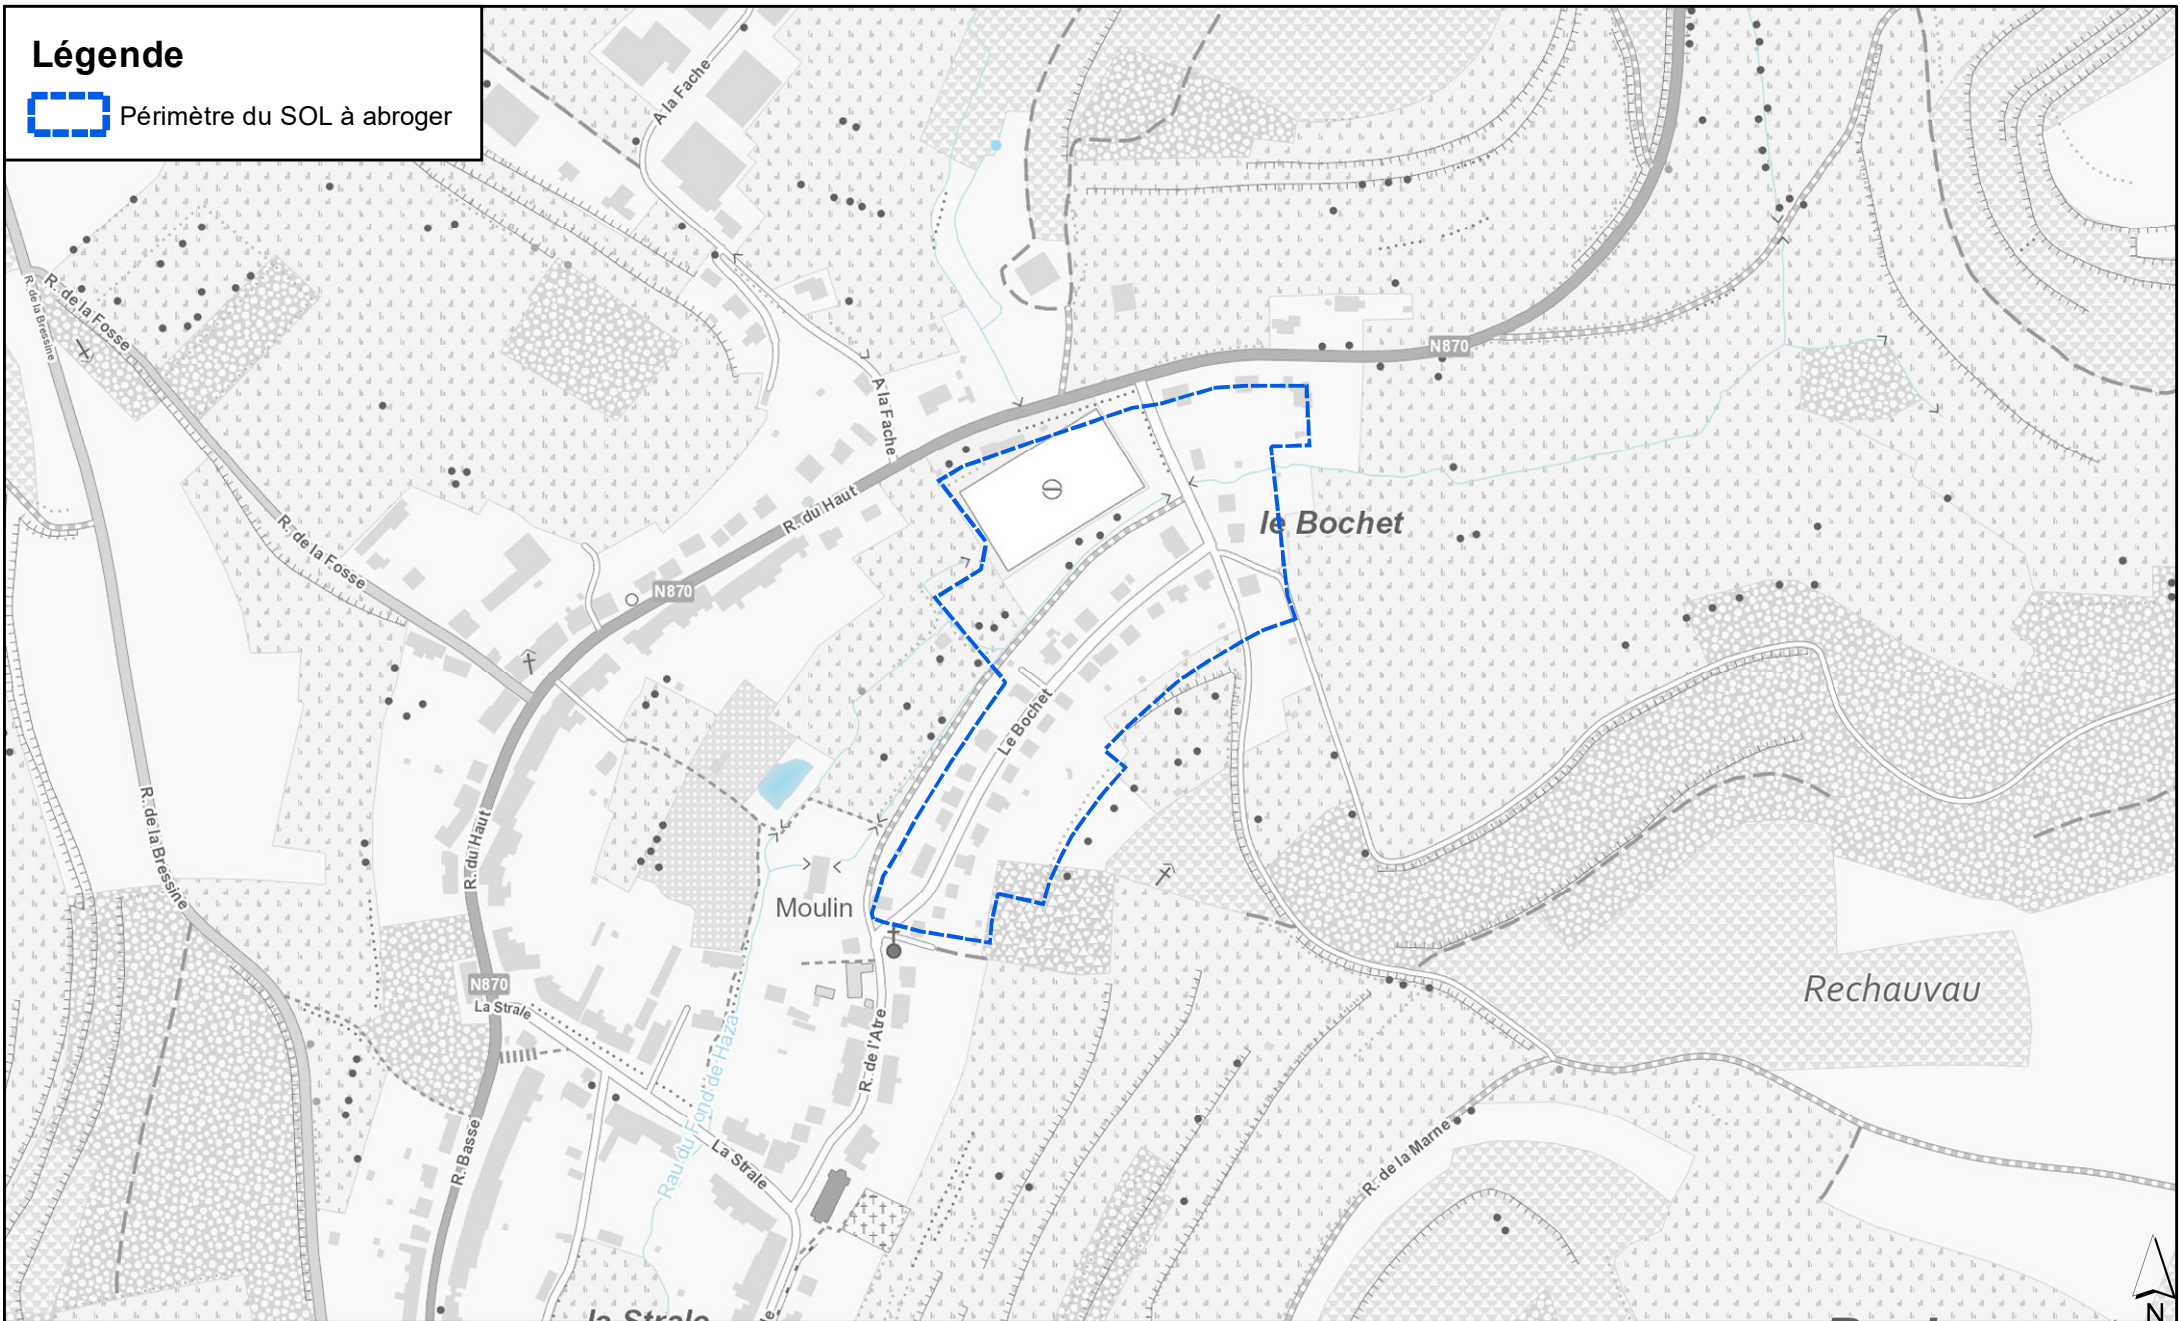 Légende
Périmètre du SOL à abroger
A la Fache
R. de la Bressine
R. de la Fosse
N870
A la Fache
R. du Haut
le Bochet
R. de la Fosse
N870
Le Bochet
R. de la Bressine
R. du Haut
Moulin
N870
La Strale
Rechauvau
Rau du Fond de Haza
R. de l'Atre
R. Basse
La Strale
R. de la Marne
la Strale
N